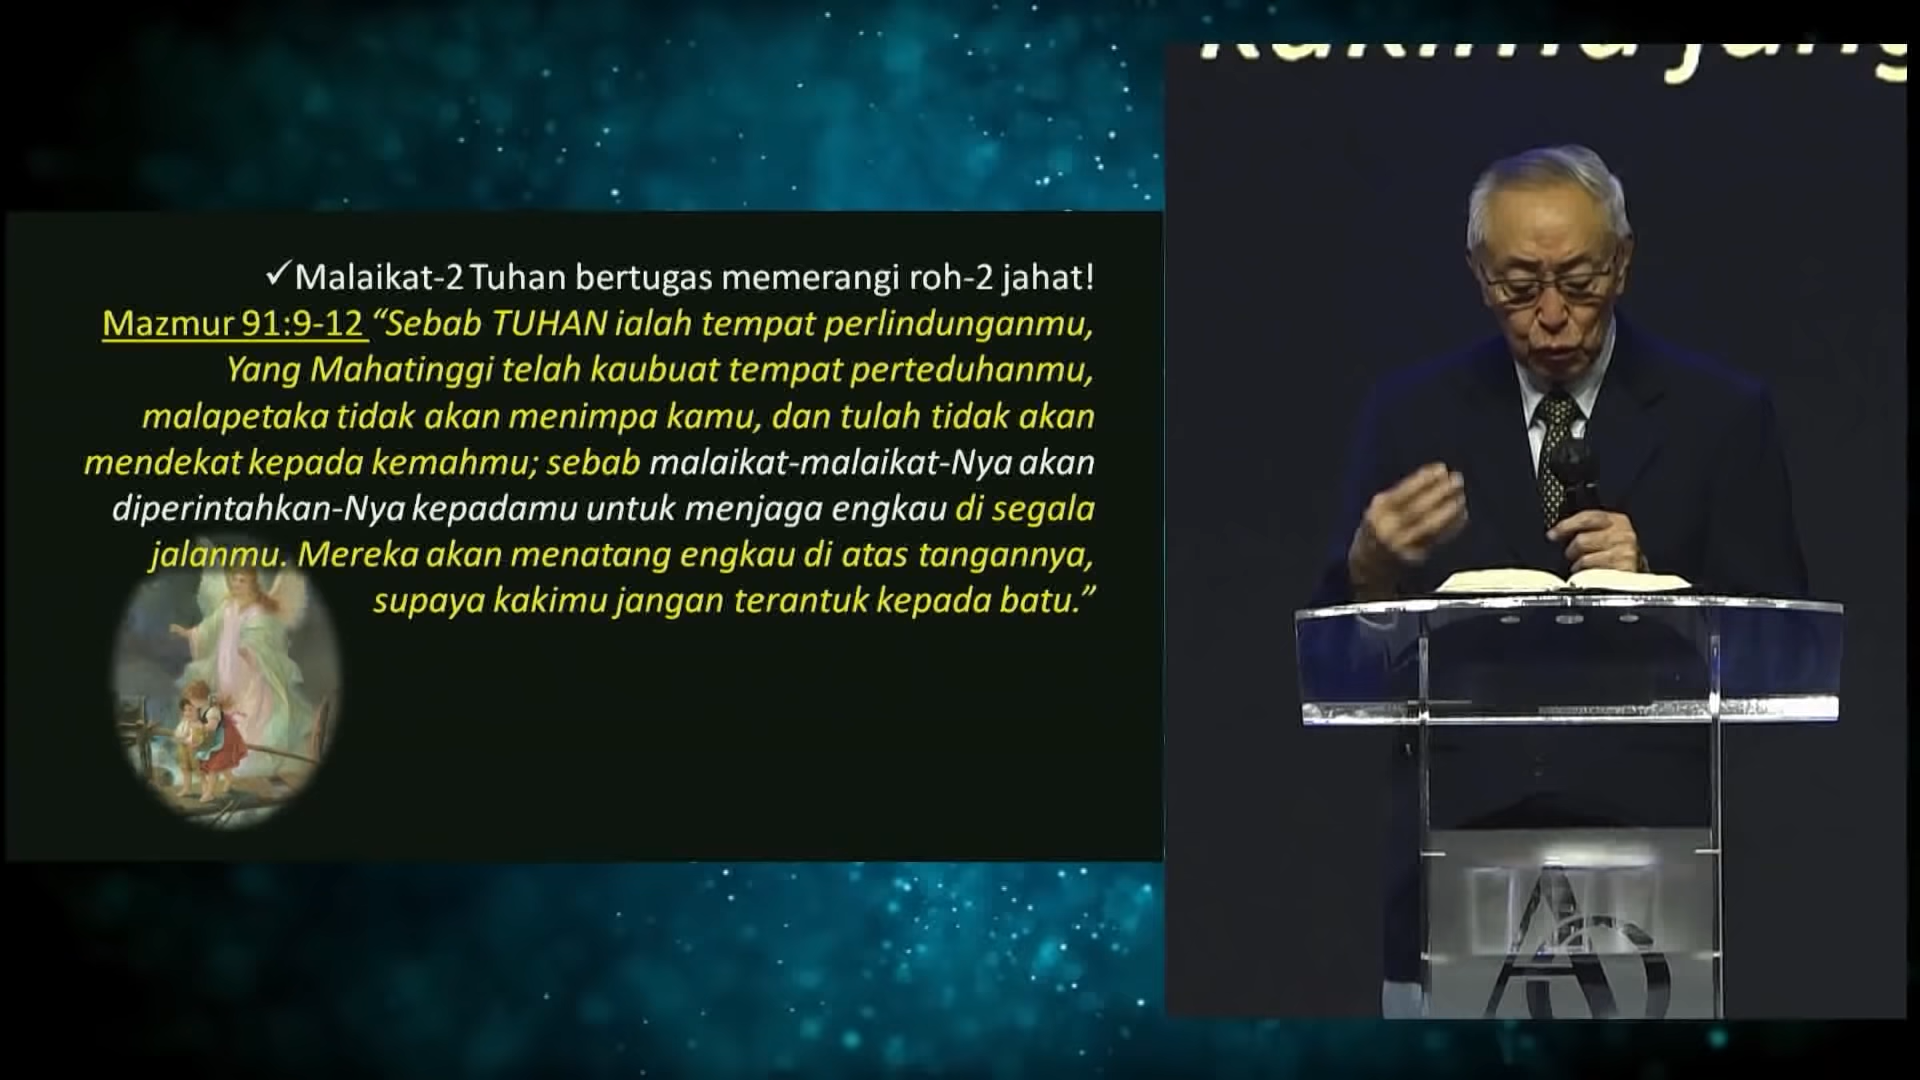 ✓Malaikat-2 Tuhan bertugas memerangi roh-2 jahat!
Mazmur 91:9-12 “Sebab TUHAN ialah tempat perlindunganmu,
Yang Mahatinggi telah kaubuat tempat perteduhanmu,
malapetaka tidak akan menimpa kamu, dan tulah tidak akan
mendekat kepada kemahmu; sebab malaikat-malaikat-Nya akan
diperintahkan-Nya kepadamu untuk menjaga engkau di segala
jalanmu. Mereka akan menatang engkau di atas tangannya,
supaya kakimu jangan terantuk kepada batu.”
kakimu jang